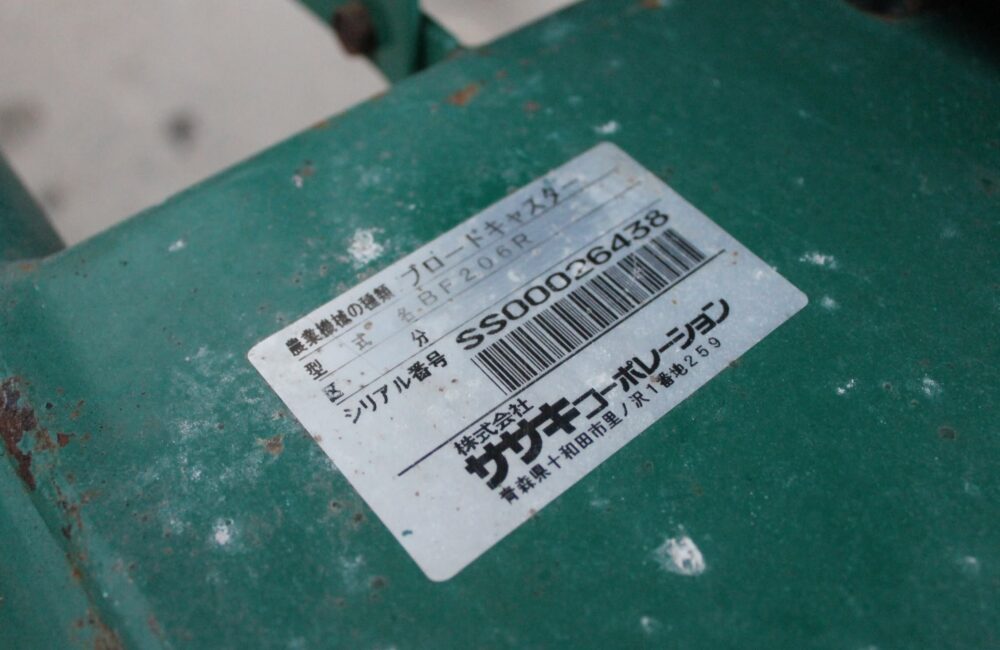 農業機械の種類 ブロードキャスター
型式名 BF206R
区分
シリアル番号 SS00026438
株式会社
ササキコーポレーション
青森県十和田市里ノ沢1番地259